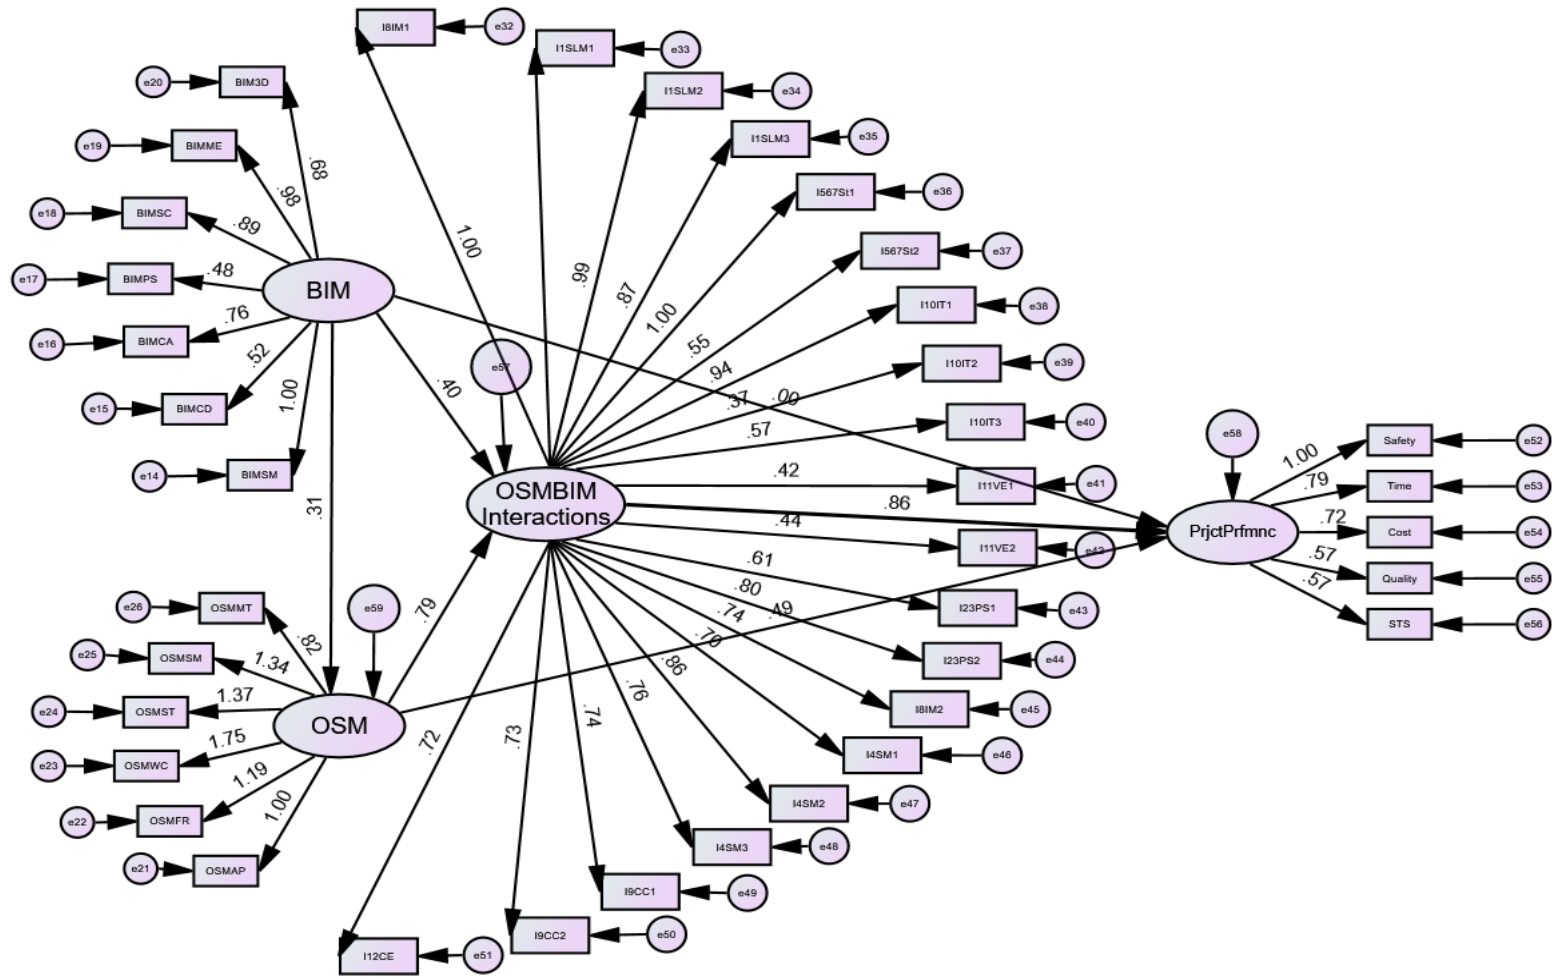 I8IM1
e32
I1SLM1
e33
e20
BIM3D
I1SLM2
e34
e19
BIMME
.68
I1SLM3
e35
.98
I567St1
e36
e18
BIMSC
.89
1.00
I567St2
e37
e17
BIMPS
.48
BIM
.99
.87
I10IT1
e38
e16
BIMCA
.76
1.00
.55
.52
e57
.94
I10IT2
e39
e15
BIMCD
1.00
.40
.37
.00
I10IT3
e40
.57
e58
Safety
e52
1.00
e14
BIMSM
.42
I11VE1
e41
.79
Time
e53
.31
OSMBIM
Interactions
.86
.44
PrjctPrfmnc
.72
Cost
e54
I11VE2
e42
.57
Quality
e55
.61
.57
.80
e26
OSMMT
e59
.79
.74
.49
I23PS1
e43
STS
e56
.82
.70
e25
OSMSM
1.34
.86
I23PS2
e44
1.37
.76
e24
OSMST
.74
I8IM2
e45
OSM
.73
.72
e23
OSMWC
1.75
I4SM1
e46
1.19
e22
OSMFR
1.00
I4SM2
e47
e21
OSMAP
I4SM3
e48
I9CC1
e49
I9CC2
e50
I12CE
e51